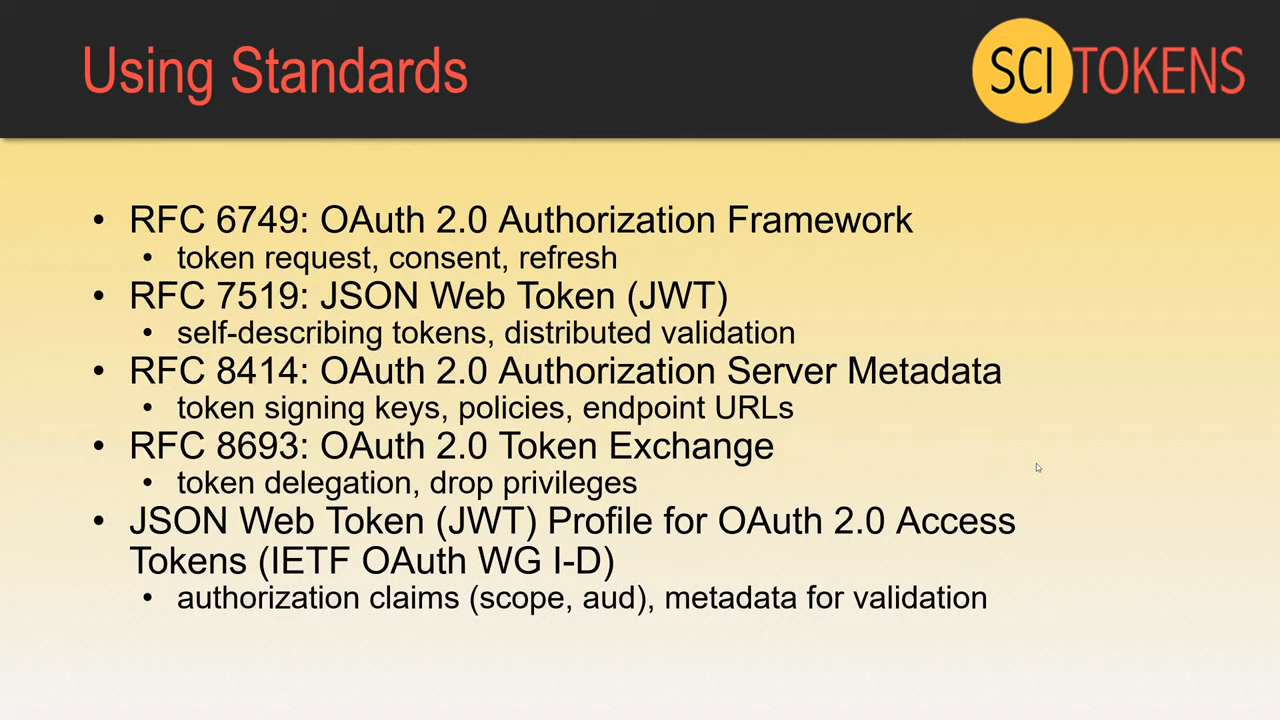 Using Standards
SCITOKENS
• RFC 6749: OAuth 2.0 Authorization Framework
• token request, consent, refresh
• RFC 7519: JSON Web Token (JWT)
• self-describing tokens, distributed validation
• RFC 8414: OAuth 2.0 Authorization Server Metadata
• token signing keys, policies, endpoint URLs
• RFC 8693: OAuth 2.0 Token Exchange
• token delegation, drop privileges
• JSON Web Token (JWT) Profile for OAuth 2.0 Access
Tokens (IETF OAuth WG I-D)
• authorization claims (scope, aud), metadata for validation